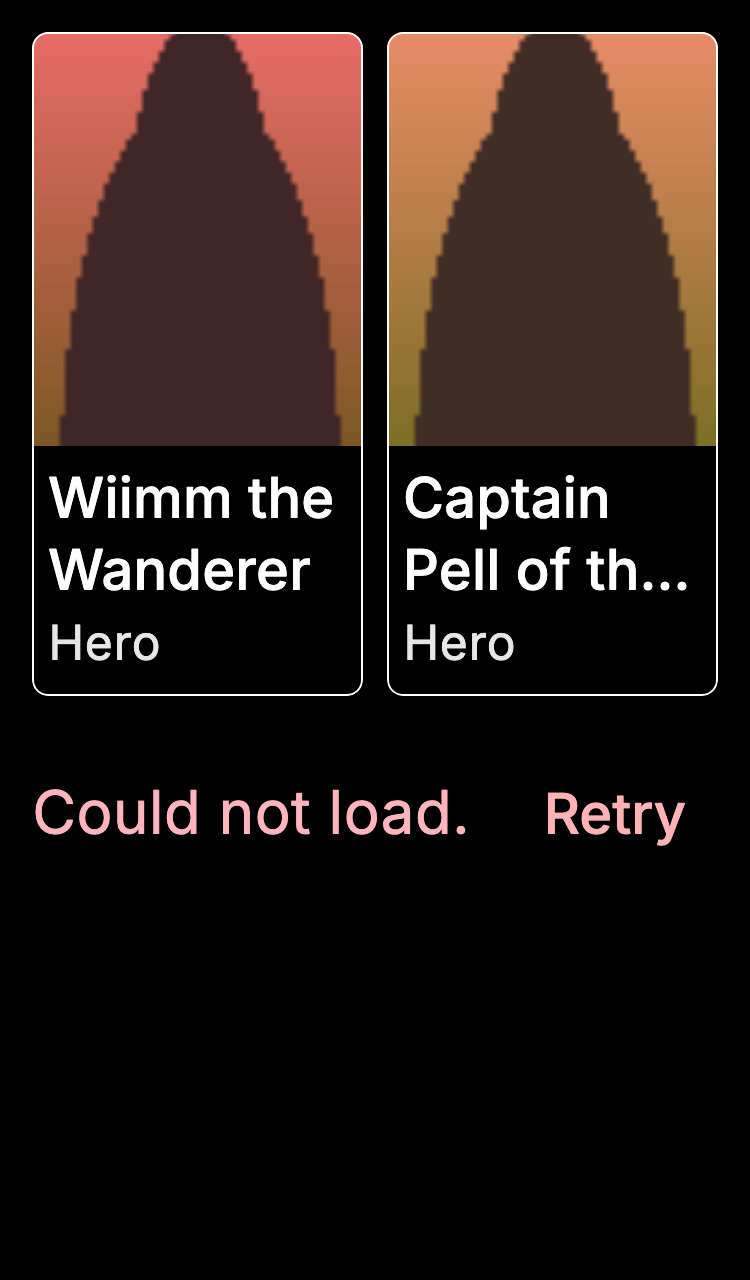 Wiimm the
Wanderer
Hero
Captain
Pell of th...
Hero
Could not load.
Retry